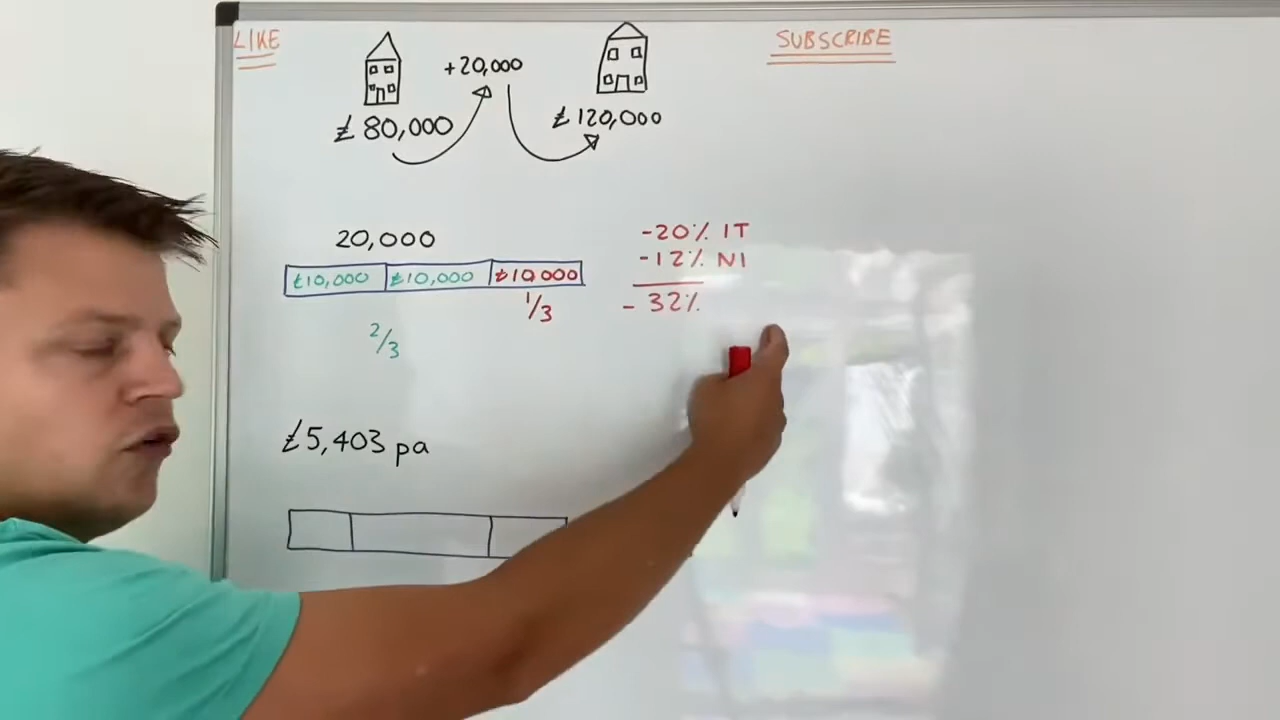 LIKE
SUBSCRIBE
+20,000
£80,000
£120,000
20,000
£10,000 £10,000 £10,000
1/3
2/3
-20% IT
-12% NI
- 32%
£5,403 pa